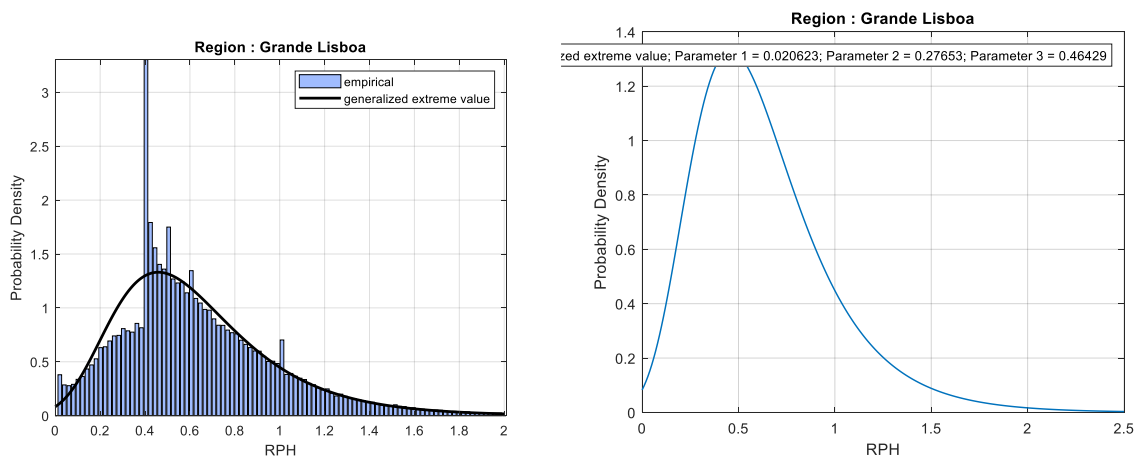 Region : Grande Lisboa
empirical
generalized extreme value
3
2.5
2
1.5
1
0.5
0
Probability Density
0 0.2 0.4 0.6 0.8 1 1.2 1.4 1.6 1.8 2
RPH
Region : Grande Lisboa
zed extreme value; Parameter 1 = 0.020623; Parameter 2 = 0.27653; Parameter 3 = 0.46429
1.4
1.2
1
0.8
0.6
0.4
0.2
0
Probability Density
0 0.5 1 1.5 2 2.5
RPH